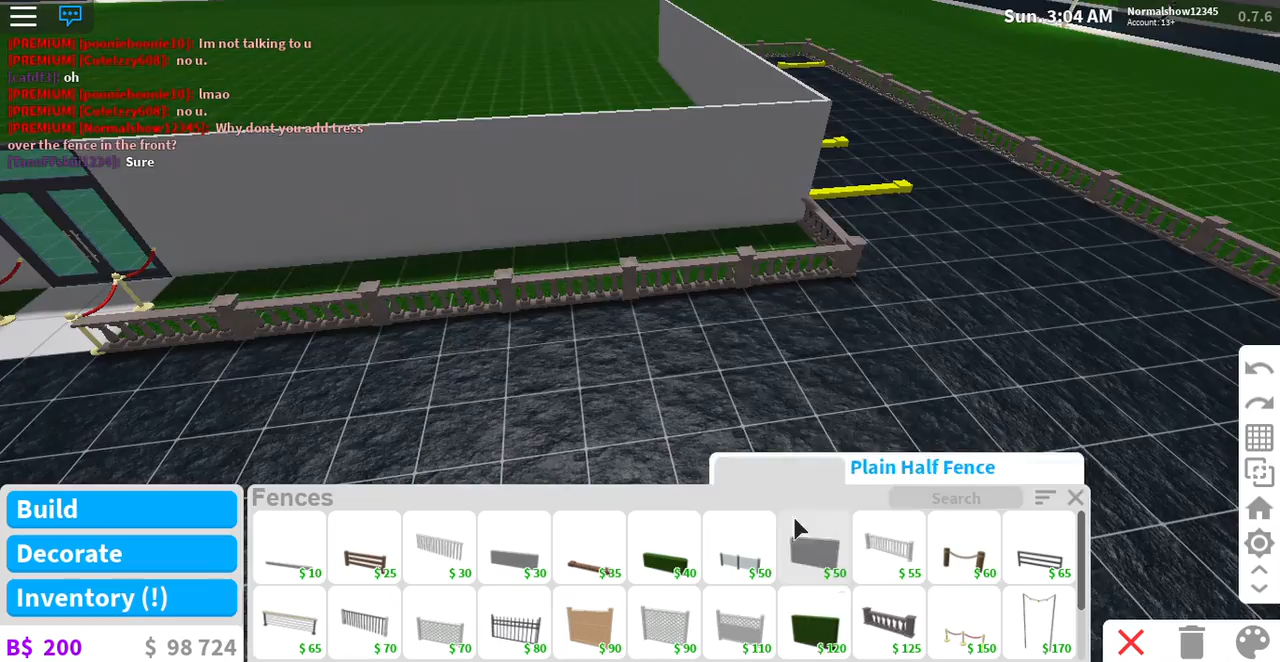 Sun. 3:04 AM
Normalshow12345
Account: 13+
0.7.6
[PREMIUM] [poonieboonie10]: Im not talking to u
[PREMIUM] [CuteIzzy608]: no u.
[catdf3]: oh
[PREMIUM] [poonieboonie10]: lmao
[PREMIUM] [CuteIzzy608]: no u.
[PREMIUM] [Normalshow12345]: Why dont you add tress
over the fence in the front?
Sure
Plain Half Fence
Fences
Search
$10 $25 $30 $30 $35 $40 $50 $50 $55 $60 $65
$65 $70 $70 $80 $90 $90 $110 $120 $125 $150 $170
Build
Decorate
Inventory (!)
B$ 200 $ 98 724